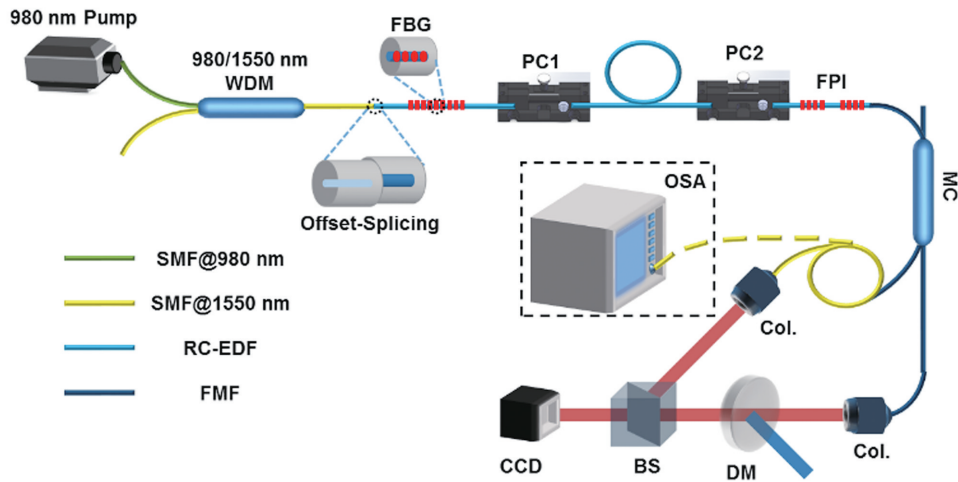 980 nm Pump
980/1550 nm
WDM
FBG
PC1
PC2
FPI
MC
Offset-Splicing
OSA
SMF@980 nm
SMF@1550 nm
RC-EDF
FMF
Col.
Col.
CCD
BS
DM